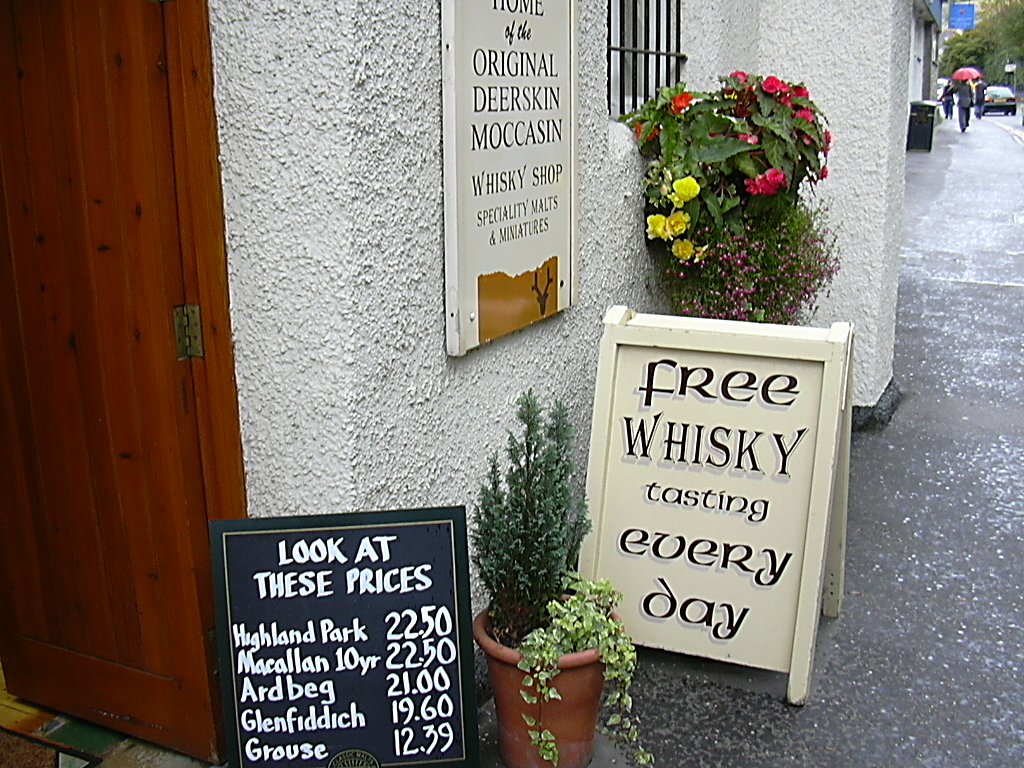 HOME
of the
ORIGINAL
DEERSKIN
MOCCASIN
WHISKY SHOP
SPECIALITY MALTS
& MINIATURES
FREE
WHISKY
tasting
every
day
LOOK AT
THESE PRICES
Highland Park 22.50
Macallan 10yr 22.50
Ardbeg 21.00
Glenfiddich 19.60
Grouse 12.39